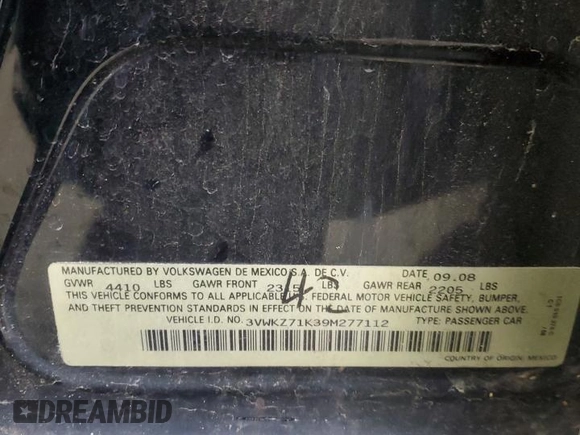 MANUFACTURED BY VOLKSWAGEN DE MEXICO S.A. DE C.V. DATE 09.08
GVWR 4410 LBS GAWR FRONT LBS GAWR REAR 2205 LBS
THIS VEHICLE CONFORMS TO ALL APPLICABLE FEDERAL MOTOR VEHICLE SAFETY, BUMPER,
AND THEFT PREVENTION STANDARDS IN EFFECT ON THE DATE OF MANUFACTURE SHOWN ABOVE.
VEHICLE I.D. NO. 3VWKZ71K39M277112 TYPE: PASSENGER CAR
COUNTRY OF ORIGIN: MEXICO
42
DREAMBID